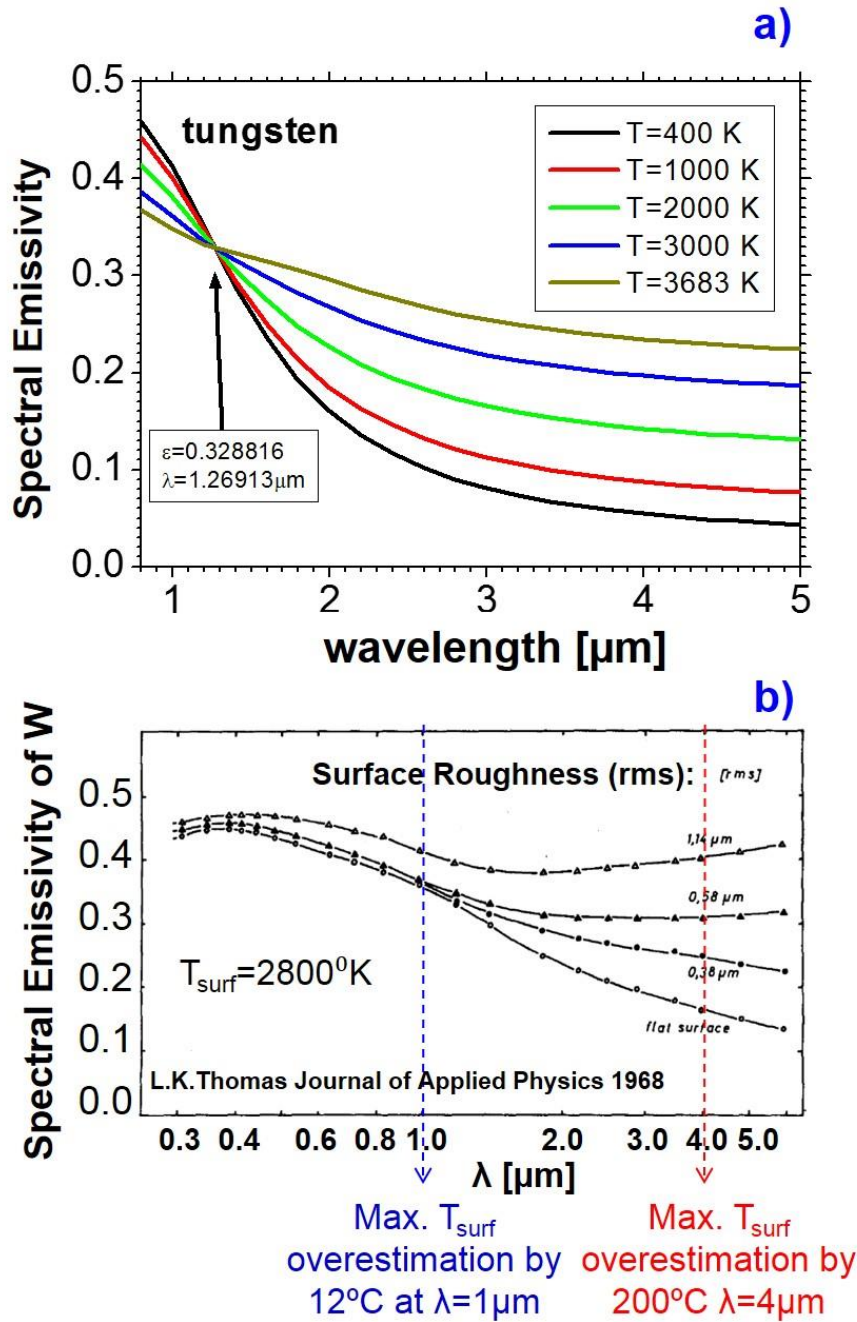 a)
Spectral Emissivity
0.5
0.4
0.3
0.2
0.1
0.0
tungsten
T=400 K
T=1000 K
T=2000 K
T=3000 K
T=3683 K
ε=0.328816
λ=1.26913μm
1 2 3 4 5
wavelength [μm]
b)
Spectral Emissivity of W
0.5
0.4
0.3
0.2
0.1
0.0
Surface Roughness (rms): [rms]
1,14 μm
0,58 μm
0,38 μm
flat surface
Tsurf=2800⁰K
L.K.Thomas Journal of Applied Physics 1968
0.3 0.4 0.6 0.8 1.0 2.0 3.0 4.0 5.0
λ [μm]
Max. Tsurf
overestimation by
12ºC at λ=1μm
Max. Tsurf
overestimation by
200ºC λ=4μm